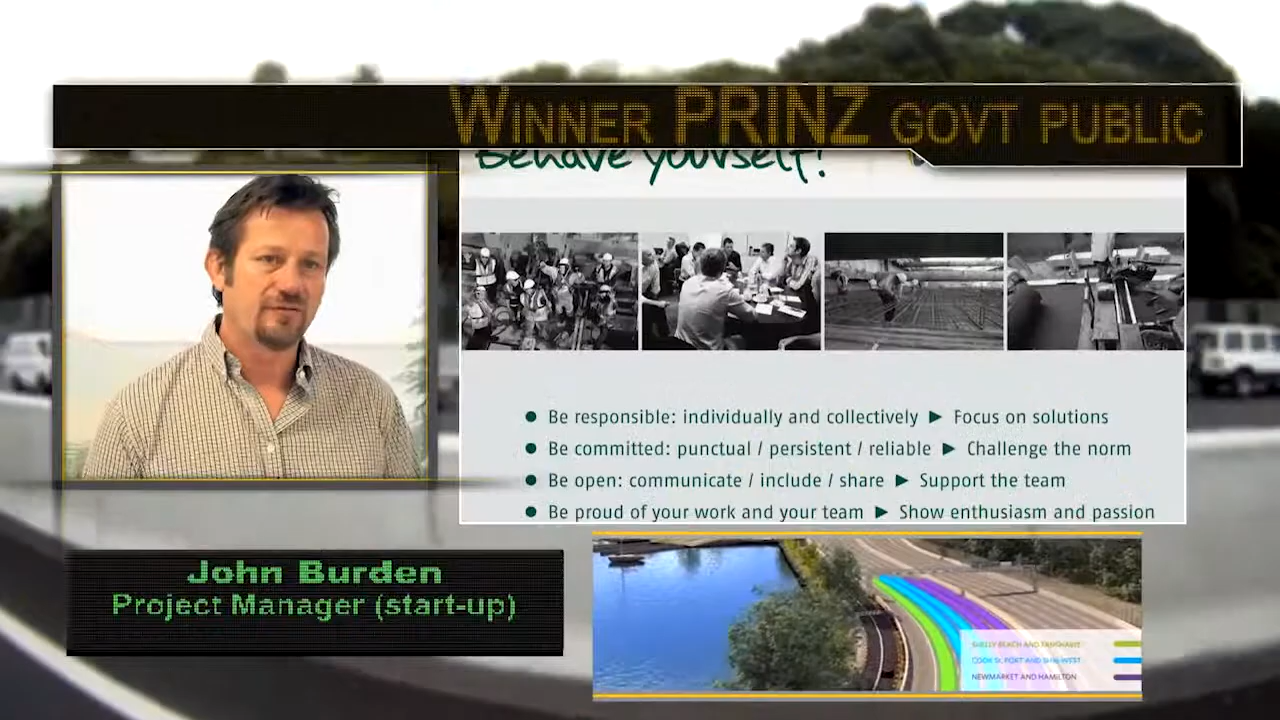 WINNER PRINZ GOVT PUBLIC
Behave yourself!
● Be responsible: individually and collectively ► Focus on solutions
● Be committed: punctual / persistent / reliable ► Challenge the norm
● Be open: communicate / include / share ► Support the team
● Be proud of your work and your team ► Show enthusiasm and passion
John Burden
Project Manager (start-up)
SHELLY BEACH AND FANSHAWE
COOK St, PORT AND SH16 WEST
NEWMARKET AND HAMILTON